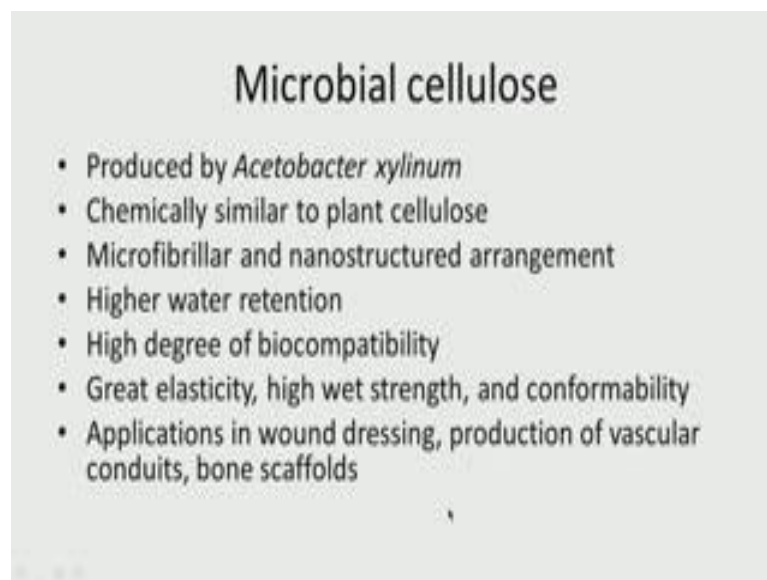 Microbial cellulose
• Produced by Acetobacter xylinum
• Chemically similar to plant cellulose
• Microfibrillar and nanostructured arrangement
• Higher water retention
• High degree of biocompatibility
• Great elasticity, high wet strength, and conformability
• Applications in wound dressing, production of vascular
conduits, bone scaffolds